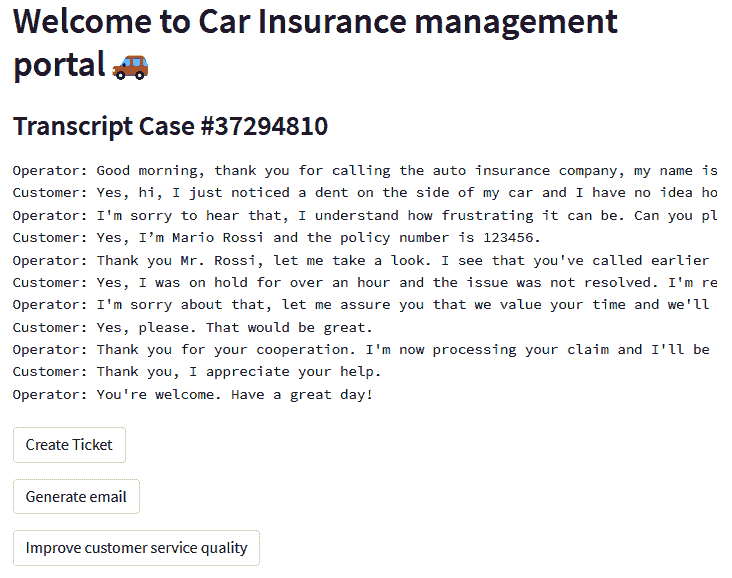 Welcome to Car Insurance management
portal
Transcript Case #37294810
Operator: Good morning, thank you for calling the auto insurance company, my name is
Customer: Yes, hi, I just noticed a dent on the side of my car and I have no idea ho
Operator: I'm sorry to hear that, I understand how frustrating it can be. Can you pl
Customer: Yes, I’m Mario Rossi and the policy number is 123456.
Operator: Thank you Mr. Rossi, let me take a look. I see that you've called earlier
Customer: Yes, I was on hold for over an hour and the issue was not resolved. I'm re
Operator: I'm sorry about that, let me assure you that we value your time and we'll
Customer: Yes, please. That would be great.
Operator: Thank you for your cooperation. I'm now processing your claim and I'll be
Customer: Thank you, I appreciate your help.
Operator: You're welcome. Have a great day!
Create Ticket
Generate email
Improve customer service quality